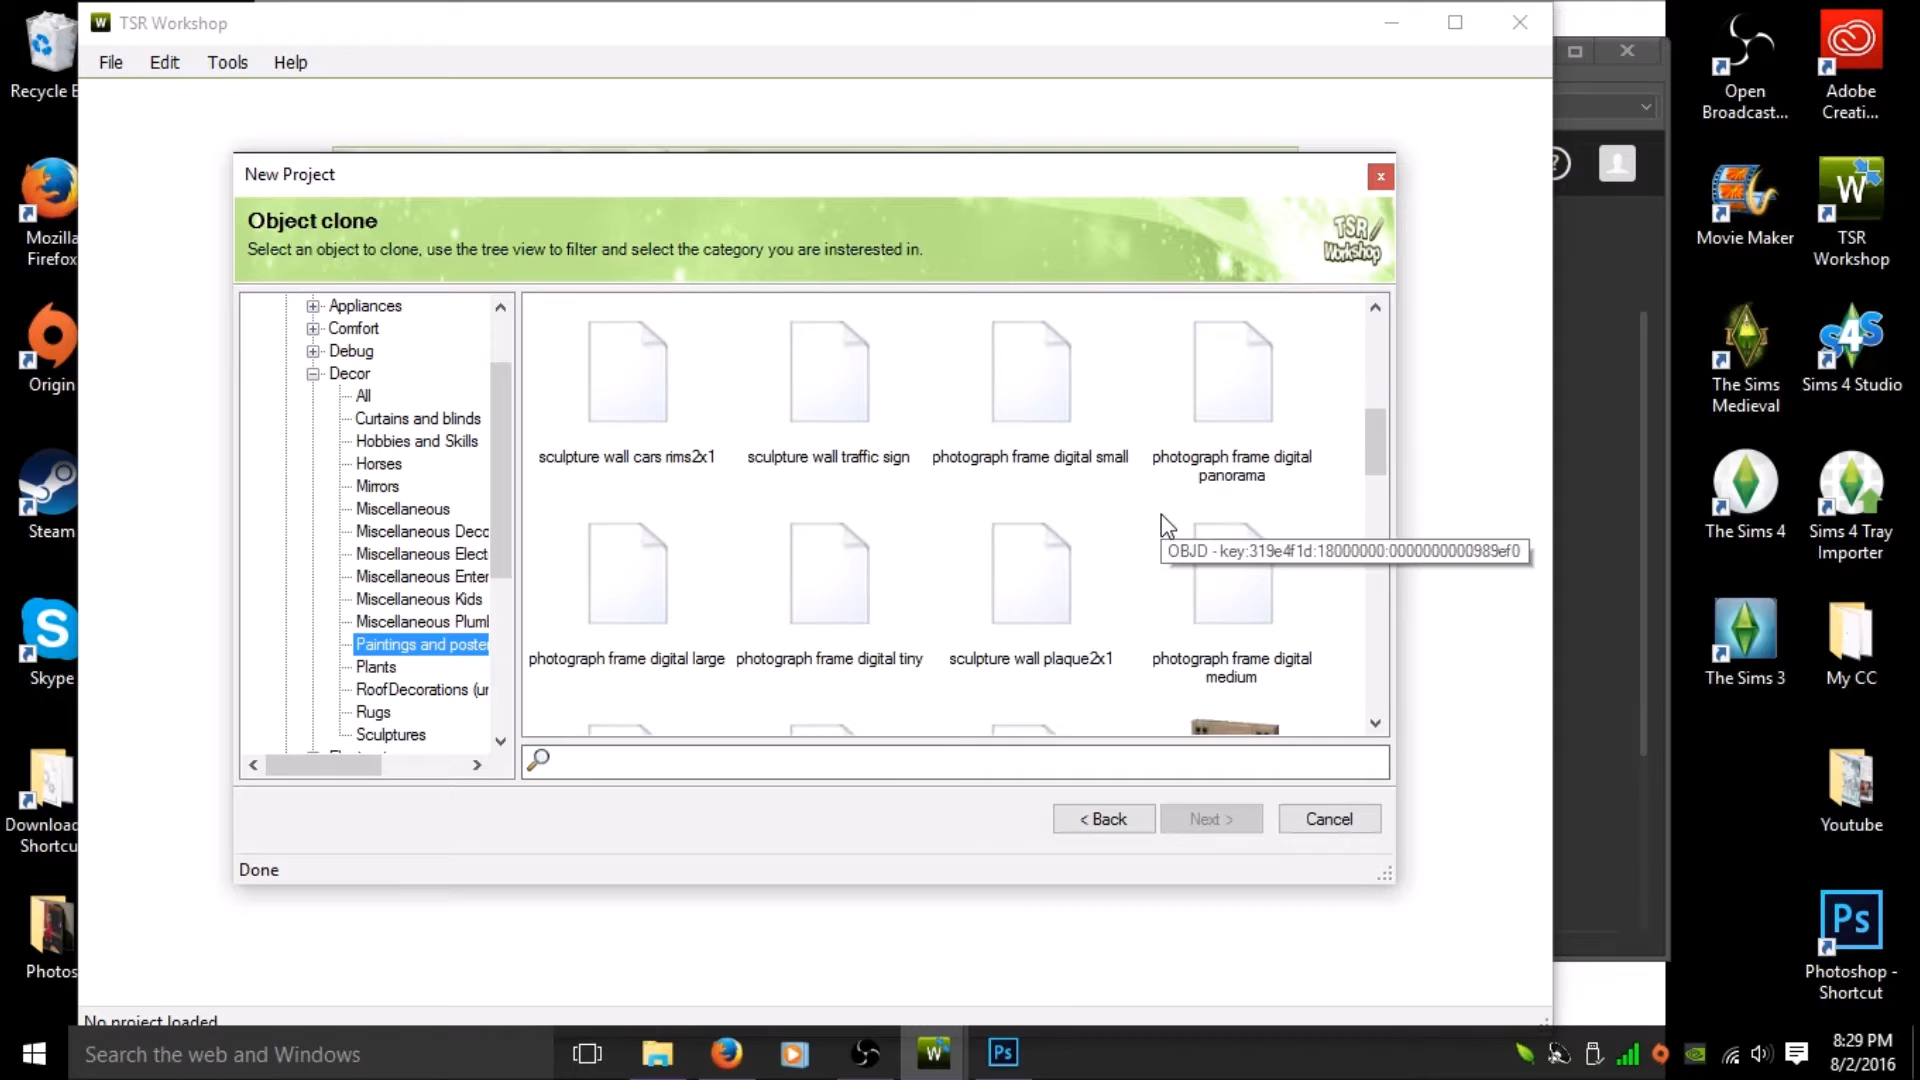 TSR Workshop
File Edit Tools Help
New Project
Object clone
Select an object to clone, use the tree view to filter and select the category you are insterested in.
TSR
Workshop
Appliances
Comfort
Debug
Decor
All
Curtains and blinds
Hobbies and Skills
Horses
Mirrors
Miscellaneous
Miscellaneous Decc
Miscellaneous Elect
Miscellaneous Enter
Miscellaneous Kids
Miscellaneous Pluml
Paintings and poster
Plants
RoofDecorations (ur
Rugs
Sculptures
sculpture wall cars rims2x1
sculpture wall traffic sign
photograph frame digital small
photograph frame digital
panorama
OBJD - key:319e4f1d:18000000:0000000000989ef0
photograph frame digital large
photograph frame digital tiny
sculpture wall plaque2x1
photograph frame digital
medium
< Back
Next >
Cancel
Done
No project loaded
Recycle B
Mozilla
Firefox
Origin
Steam
Skype
Download
Shortcu
Photos
Open
Broadcast...
Adobe
Creati...
Movie Maker
TSR
Workshop
The Sims
Medieval
Sims 4 Studio
The Sims 4
Sims 4 Tray
Importer
The Sims 3
My CC
Youtube
Ps
Photoshop -
Shortcut
Search the web and Windows
W
Ps
8:29 PM
8/2/2016